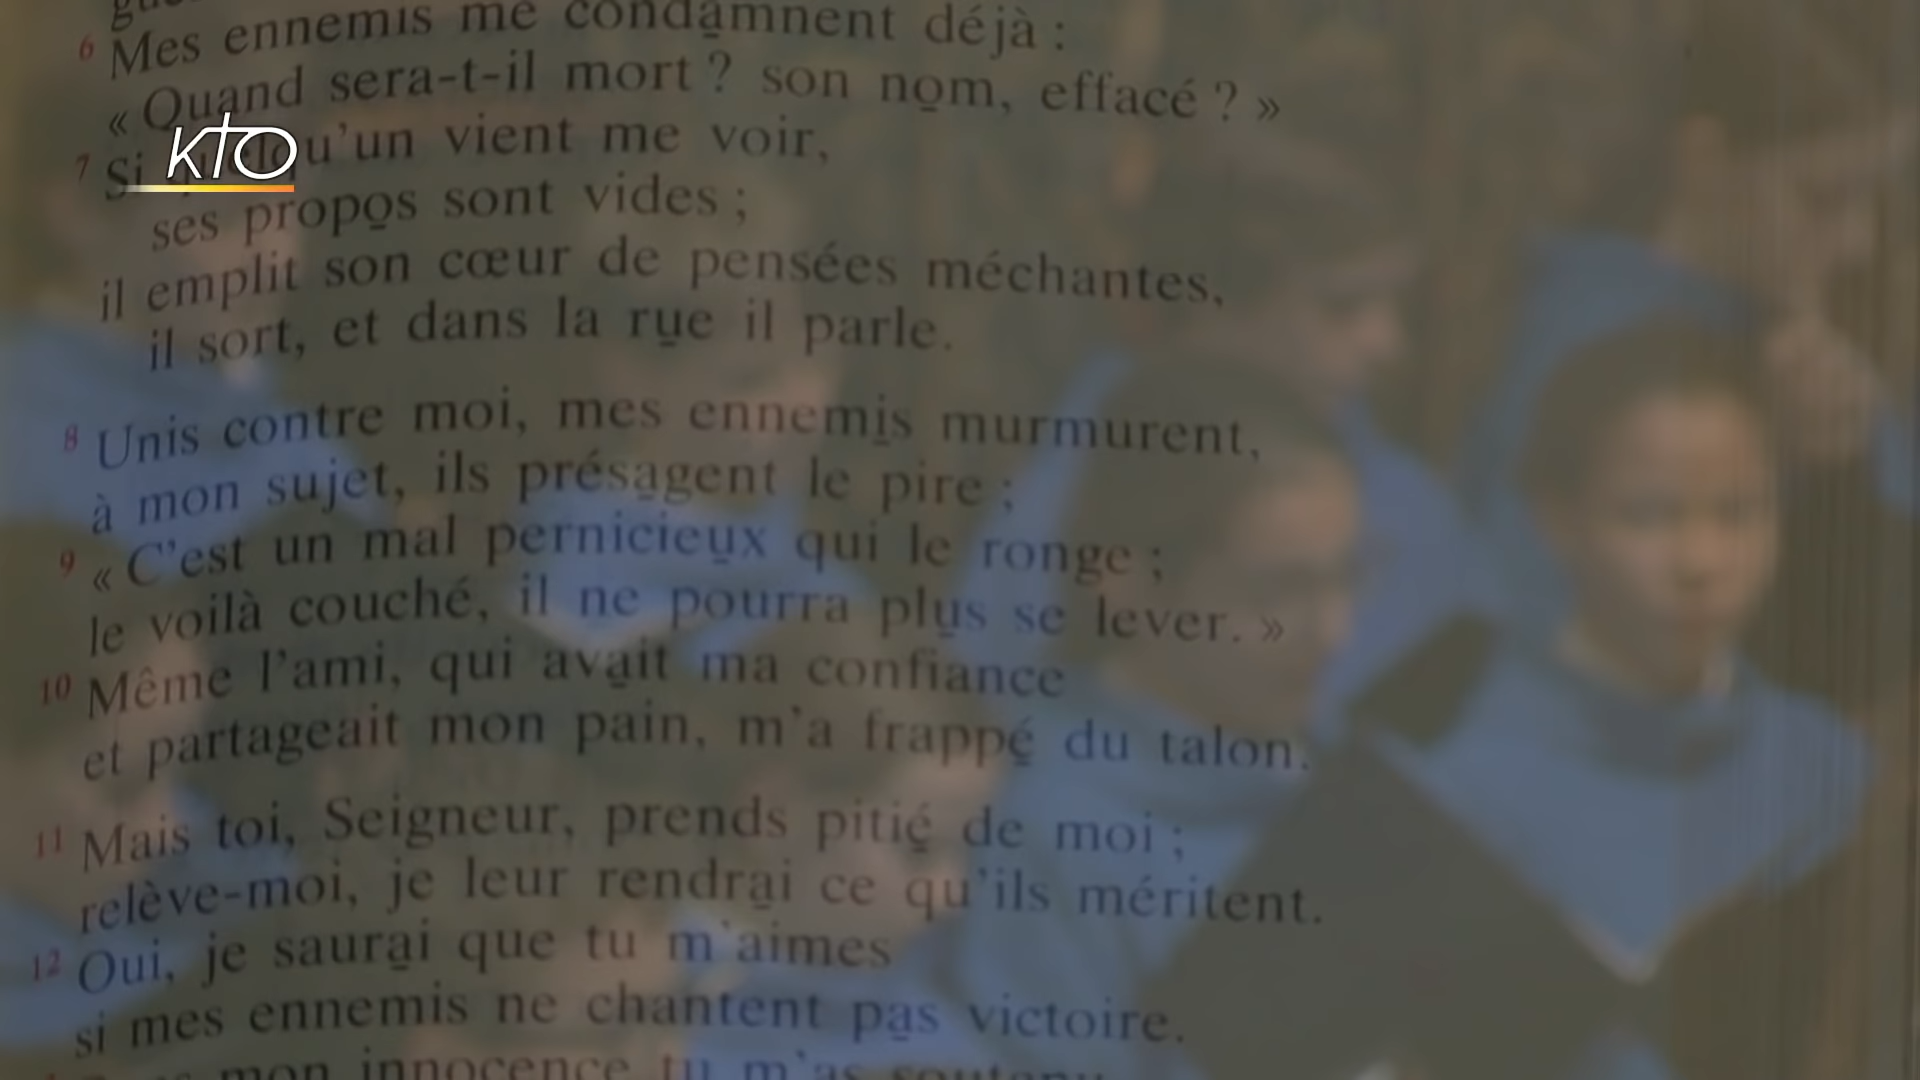 6 Mes ennemis me condamnent déjà :
« Quand sera-t-il mort ? son nom, effacé ? »
KTO
7 Si quelqu'un vient me voir,
ses propos sont vides ;
il emplit son cœur de pensées méchantes,
il sort, et dans la rue il parle.
8 Unis contre moi, mes ennemis murmurent,
à mon sujet, ils présagent le pire ;
9 « C'est un mal pernicieux qui le ronge ;
le voilà couché, il ne pourra plus se lever. »
10 Même l'ami, qui avait ma confiance
et partageait mon pain, m'a frappé du talon.
11 Mais toi, Seigneur, prends pitié de moi ;
relève-moi, je leur rendrai ce qu'ils méritent.
12 Oui, je saurai que tu m'aimes
si mes ennemis ne chantent pas victoire.
mon innocence tu m'as soutenu